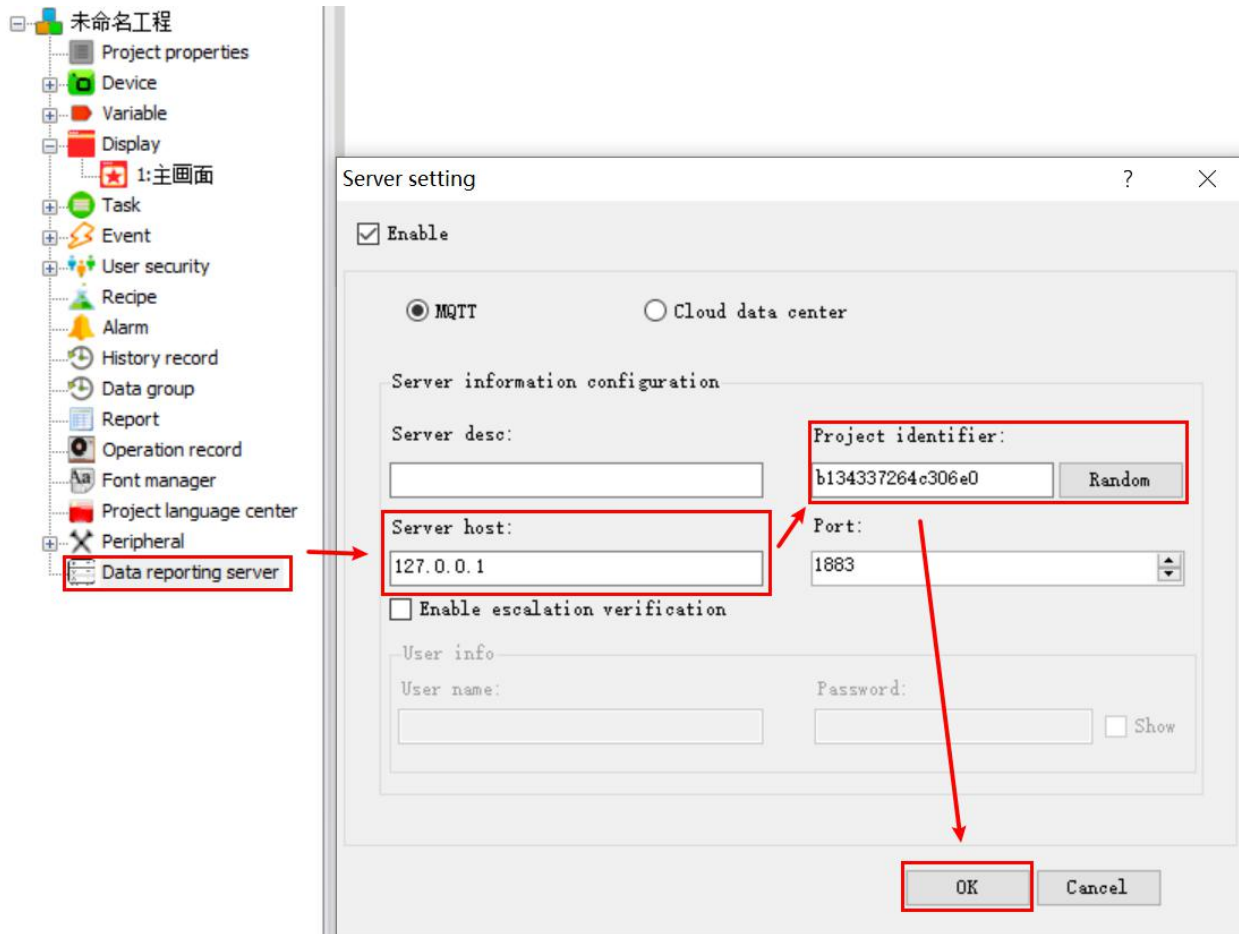 未命名工程
Project properties
Device
Variable
Display
1:主画面
Task
Event
User security
Recipe
Alarm
History record
Data group
Report
Operation record
Font manager
Project language center
Peripheral
Data reporting server
Server setting
Enable
MQTT
Cloud data center
Server information configuration
Server desc:
Project identifier:
b134337264c306e0
Random
Server host:
Port:
127.0.0.1
1883
Enable escalation verification
User info
User name:
Password:
Show
OK
Cancel